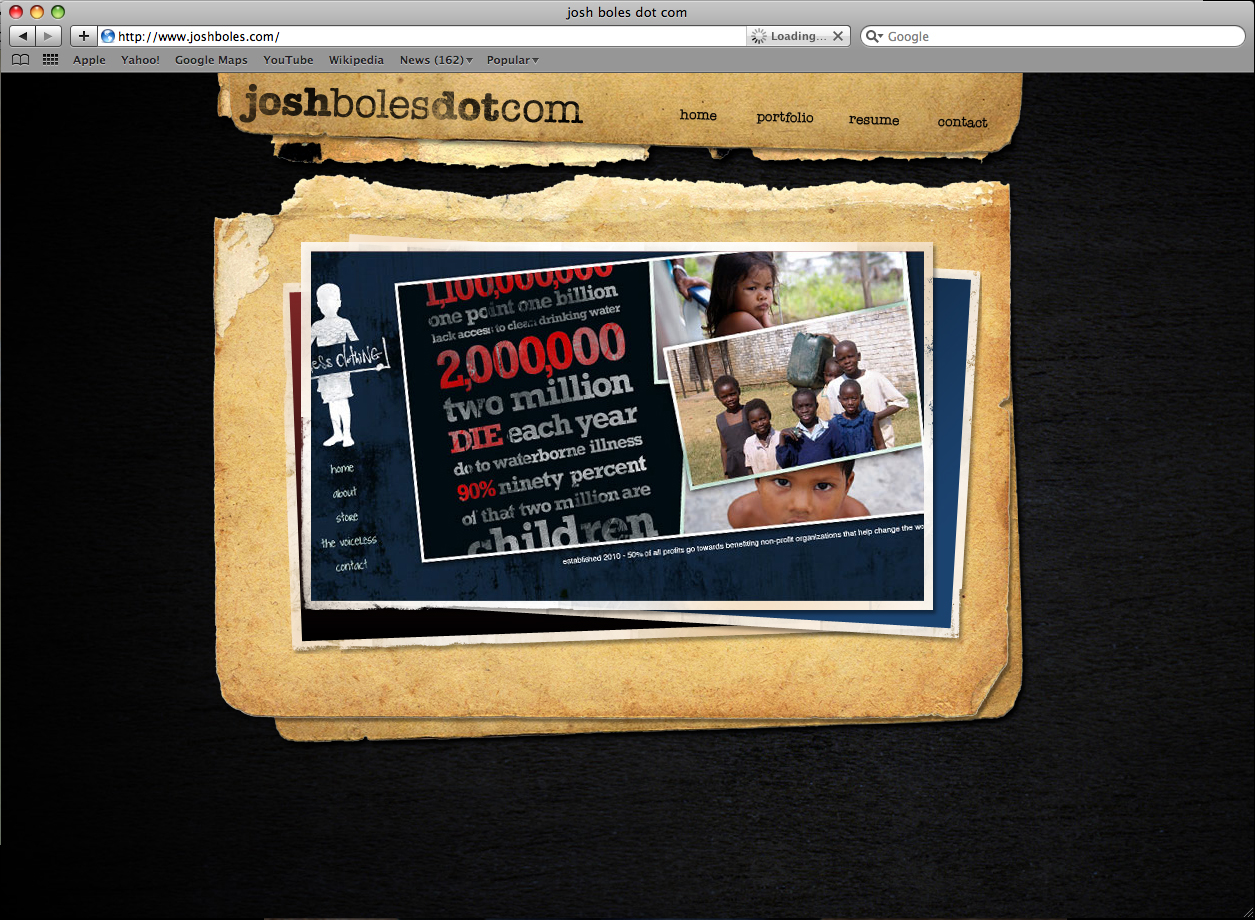 josh boles dot com
http://www.joshboles.com/
Loading...
Google
Apple Yahoo! Google Maps YouTube Wikipedia News (162) Popular
joshbolesdotcom
home portfolio resume contact
1,100,000,000
one point one billion
lack access to clean drinking water
2,000,000
two million
DIE each year
do to waterborne illness
90% ninety percent
of that two million are
children
ess clothiNG
home
about
store
the voiceless
contact
established 2010 - 50% of all profits go towards benefiting non-profit organizations that help change the wo